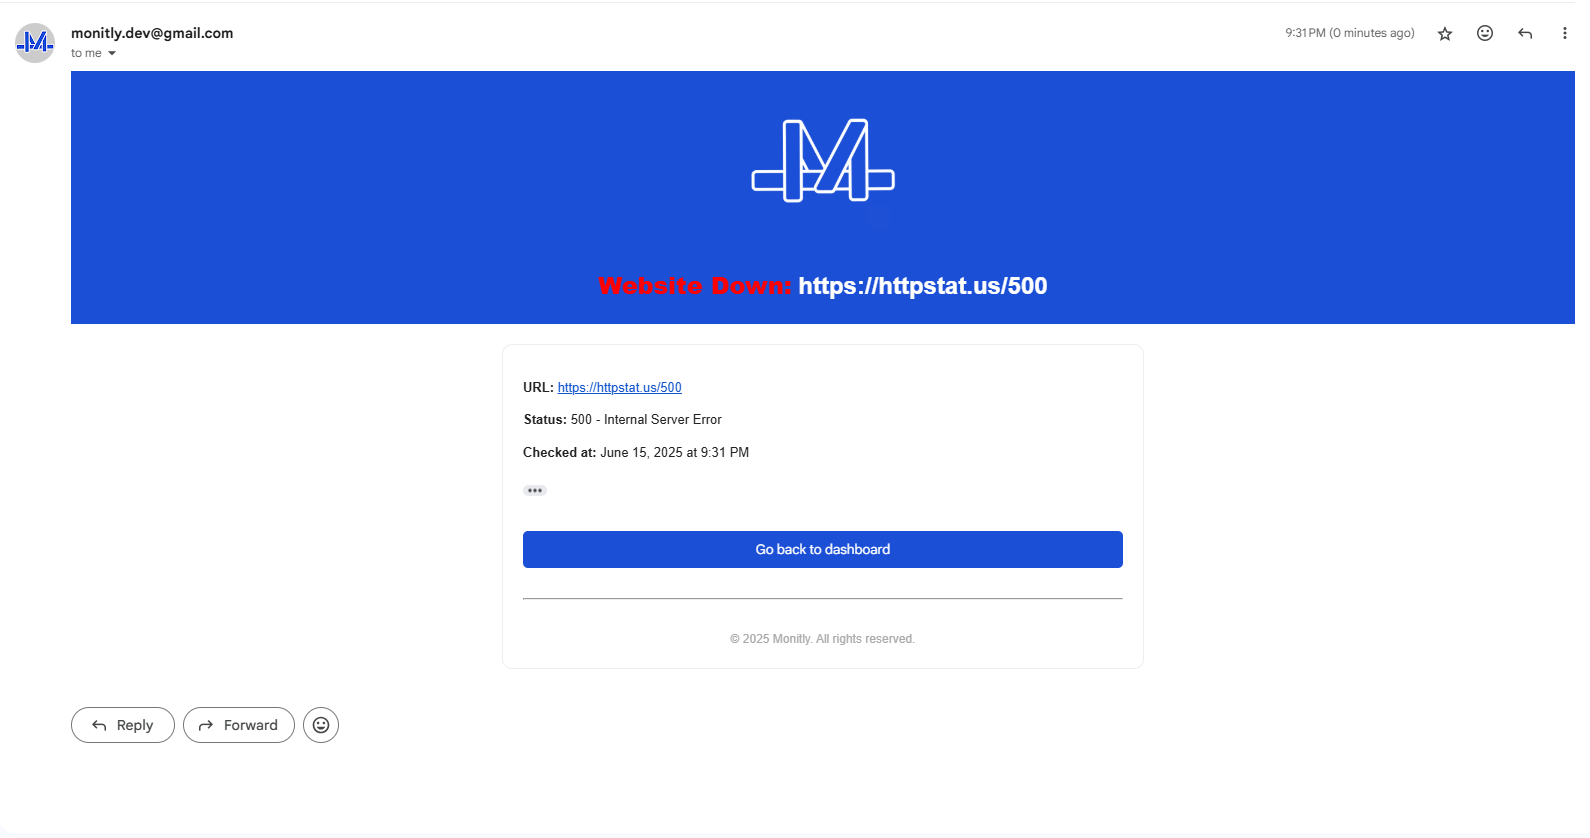 monitly.dev@gmail.com
9:31 PM (0 minutes ago)
to me
Website Down: https://httpstat.us/500
URL: https://httpstat.us/500
Status: 500 - Internal Server Error
Checked at: June 15, 2025 at 9:31 PM
Go back to dashboard
© 2025 Monitly. All rights reserved.
Reply
Forward